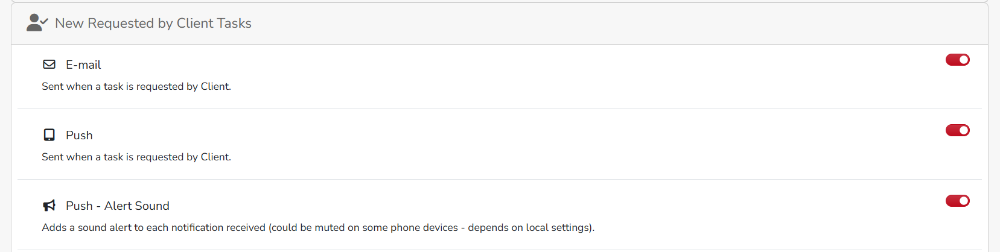 New Requested by Client Tasks
E-mail
Sent when a task is requested by Client.
Push
Sent when a task is requested by Client.
Push - Alert Sound
Adds a sound alert to each notification received (could be muted on some phone devices - depends on local settings).